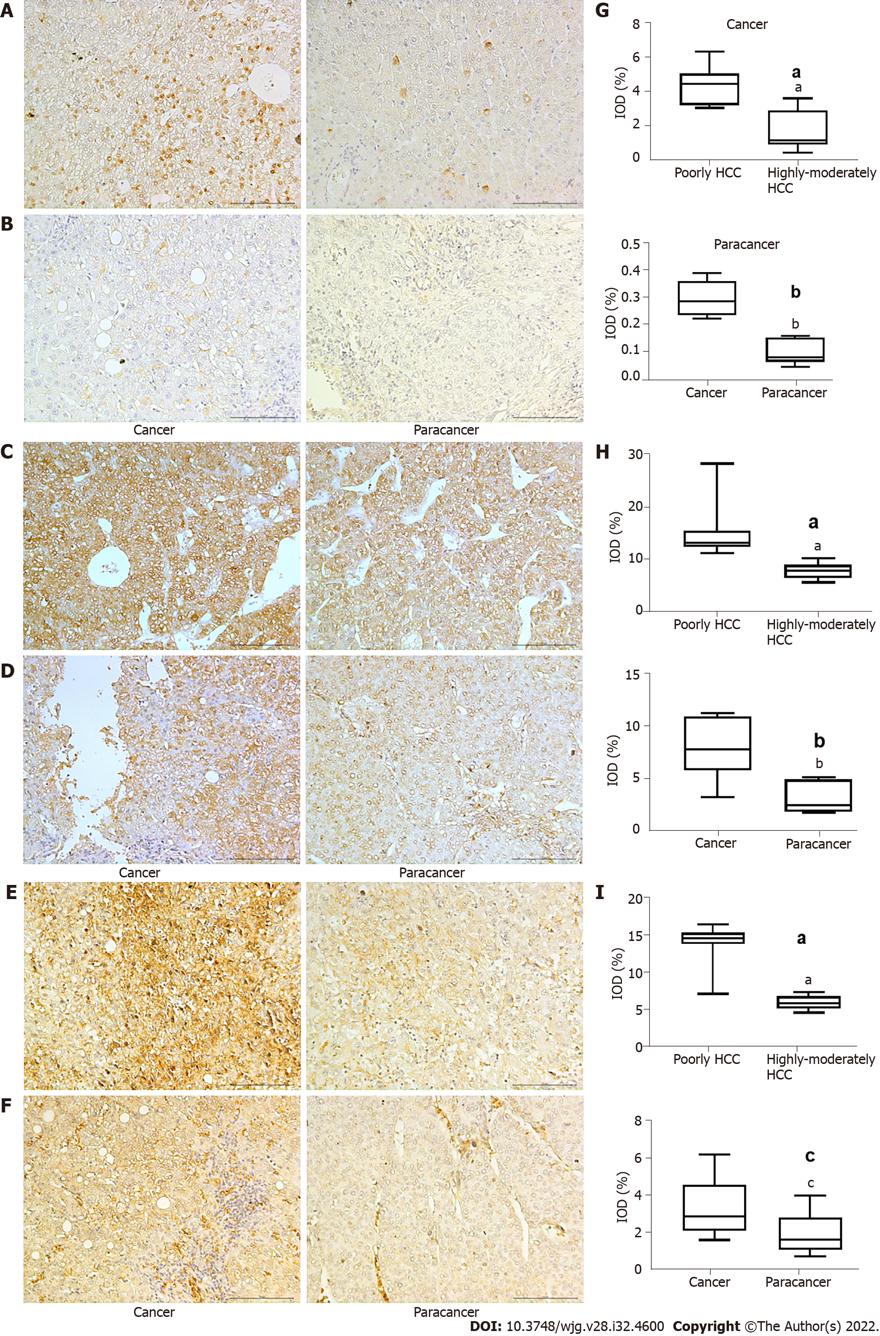 A
B
Cancer
Paracancer
C
D
Cancer
Paracancer
E
F
Cancer
Paracancer
G
Cancer
8
6
4
2
0
IOD (%)
a
a
Poorly HCC
Highly-moderately
HCC
Paracancer
0.5
0.4
0.3
0.2
0.1
0.0
IOD (%)
b
b
Cancer
Paracancer
H
30
20
10
0
IOD (%)
a
a
Poorly HCC
Highly-moderately
HCC
15
10
5
0
IOD (%)
b
b
Cancer
Paracancer
I
20
15
10
5
0
IOD (%)
a
a
Poorly HCC
Highly-moderately
HCC
8
6
4
2
0
IOD (%)
c
c
Cancer
Paracancer
DOI: 10.3748/wjg.v28.i32.4600 Copyright ©The Author(s) 2022.